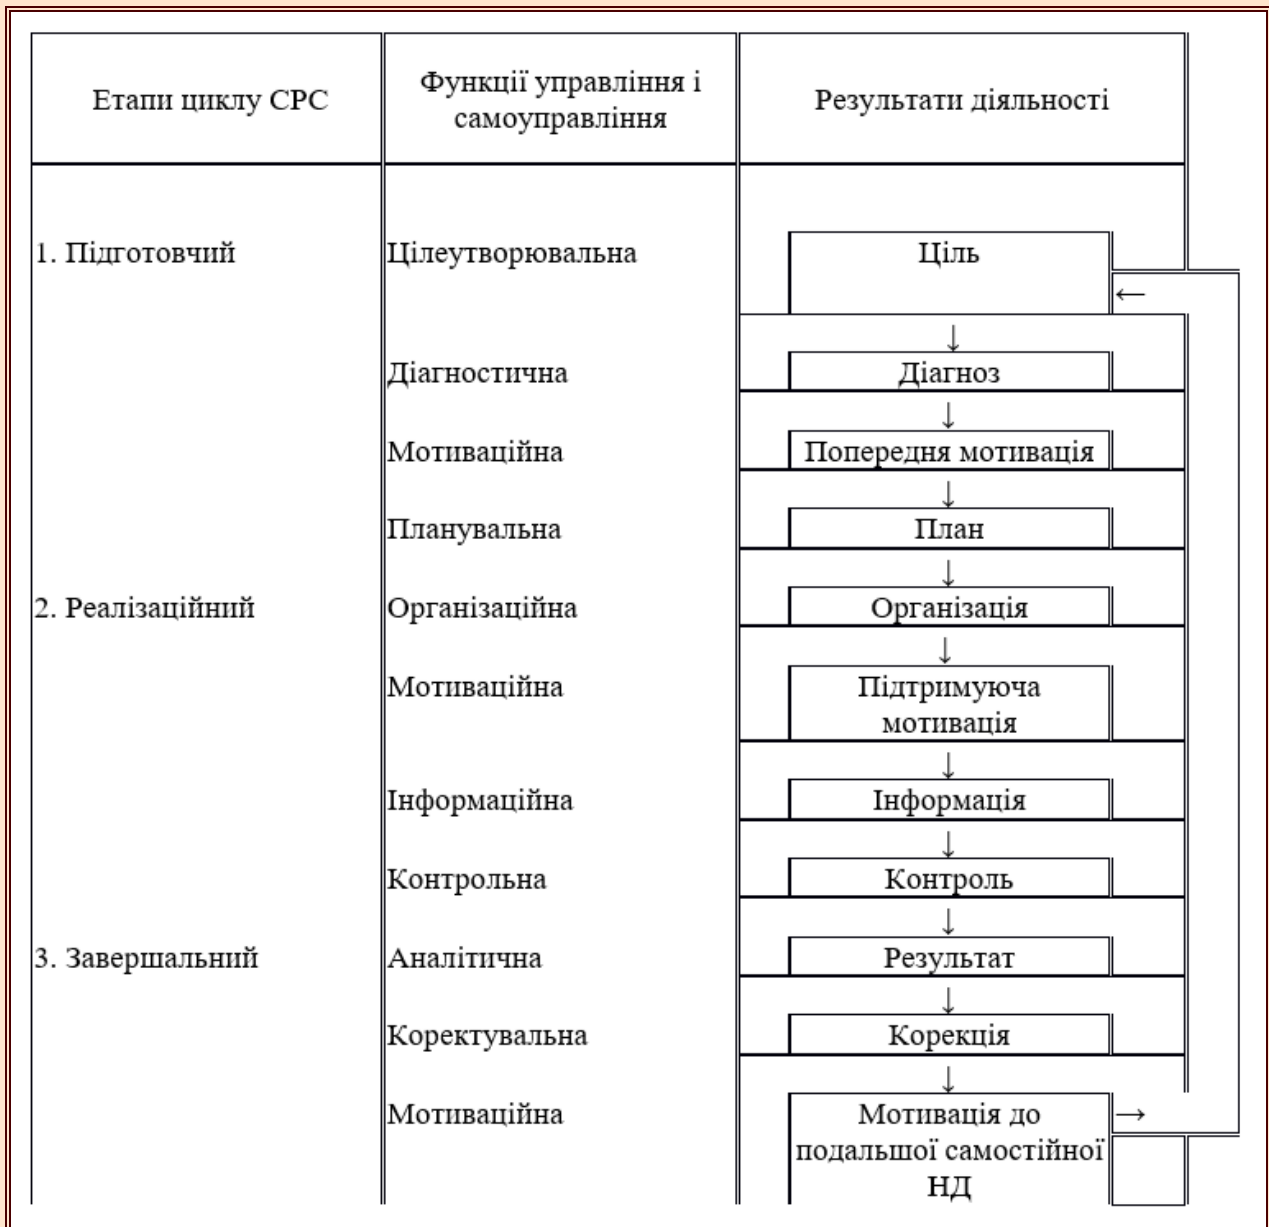 Етапи циклу СРС
Функції управління і
самоуправління
Результати діяльності
1. Підготовчий
Цілеутворювальна
Ціль
←
↓
Діагностична
Діагноз
↓
Мотиваційна
Попередня мотивація
↓
Планувальна
План
↓
2. Реалізаційний
Організаційна
Організація
↓
Мотиваційна
Підтримуюча
мотивація
↓
Інформаційна
Інформація
↓
Контрольна
Контроль
↓
3. Завершальний
Аналітична
Результат
↓
Коректувальна
Корекція
↓
Мотиваційна
Мотивація до
подальшої самостійної
НД
→